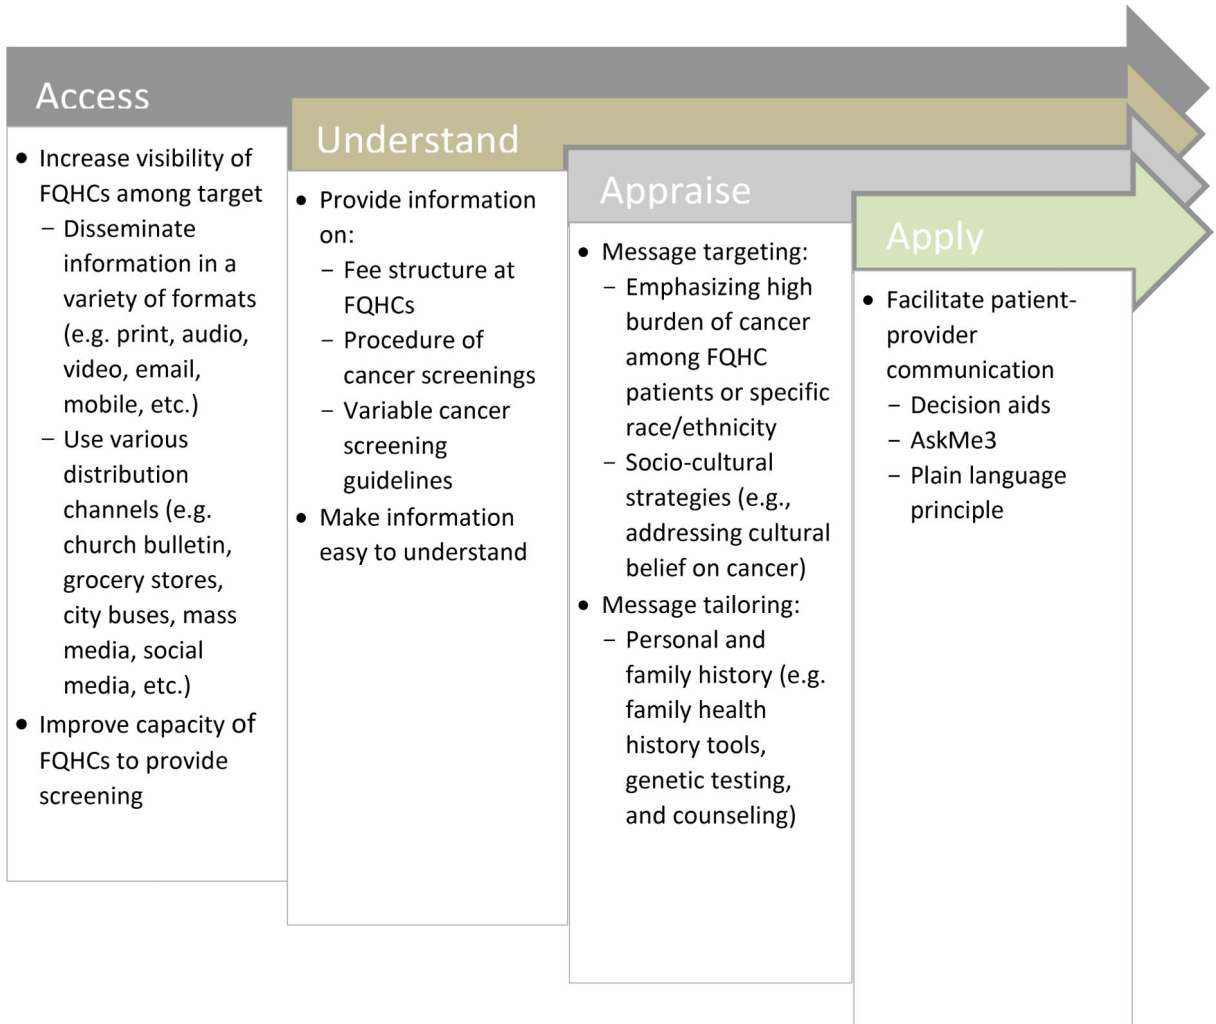 Access
• Increase visibility of
FQHCs among target
– Disseminate
information in a
variety of formats
(e.g. print, audio,
video, email,
mobile, etc.)
– Use various
distribution
channels (e.g.
church bulletin,
grocery stores,
city buses, mass
media, social
media, etc.)
• Improve capacity of
FQHCs to provide
screening
Understand
• Provide information
on:
– Fee structure at
FQHCs
– Procedure of
cancer screenings
– Variable cancer
screening
guidelines
• Make information
easy to understand
Appraise
• Message targeting:
– Emphasizing high
burden of cancer
among FQHC
patients or specific
race/ethnicity
– Socio-cultural
strategies (e.g.,
addressing cultural
belief on cancer)
• Message tailoring:
– Personal and
family history (e.g.
family health
history tools,
genetic testing,
and counseling)
Apply
• Facilitate patient-
provider
communication
– Decision aids
– AskMe3
– Plain language
principle